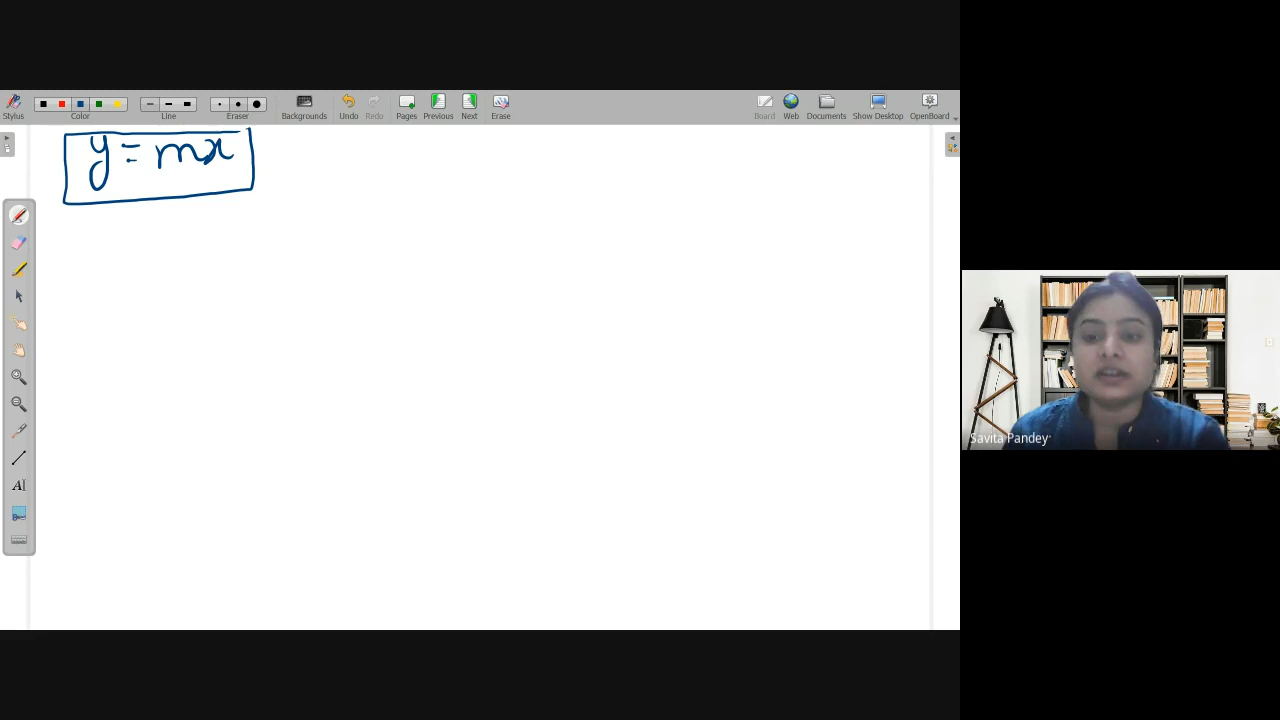 Stylus
Color
Line
Eraser
Backgrounds
Undo
Redo
Pages
Previous
Next
Erase
Board
Web
Documents
Show Desktop
OpenBoard
y = mx
AI
Savita Pandey